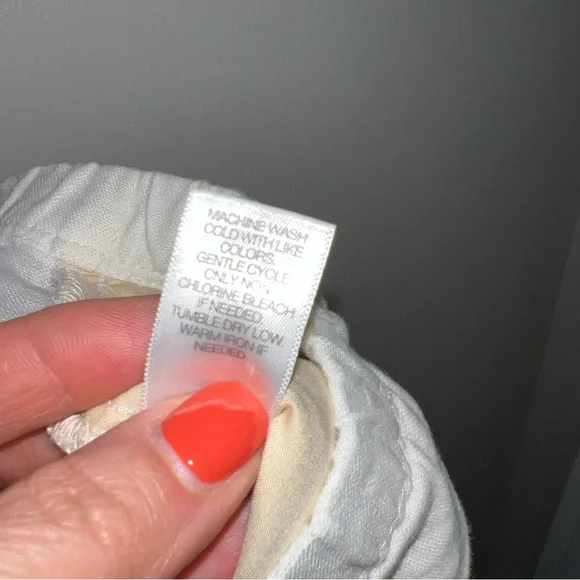 MACHINE WASH
COLD WITH LIKE
COLORS.
GENTLE CYCLE
ONLY NON
CHLORINE BLEACH
IF NEEDED
TUMBLE DRY LOW.
WARM IRON IF
NEEDED